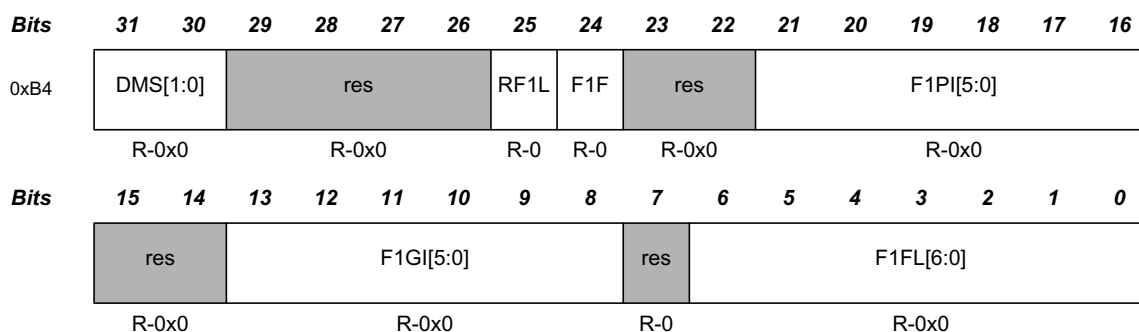 Bits 31 30 29 28 27 26 25 24 23 22 21 20 19 18 17 16
0xB4 DMS[1:0] res RF1L F1F res F1PI[5:0]
R-0x0 R-0x0 R-0 R-0 R-0x0 R-0x0
Bits 15 14 13 12 11 10 9 8 7 6 5 4 3 2 1 0
res F1GI[5:0] res F1FL[6:0]
R-0x0 R-0x0 R-0 R-0x0